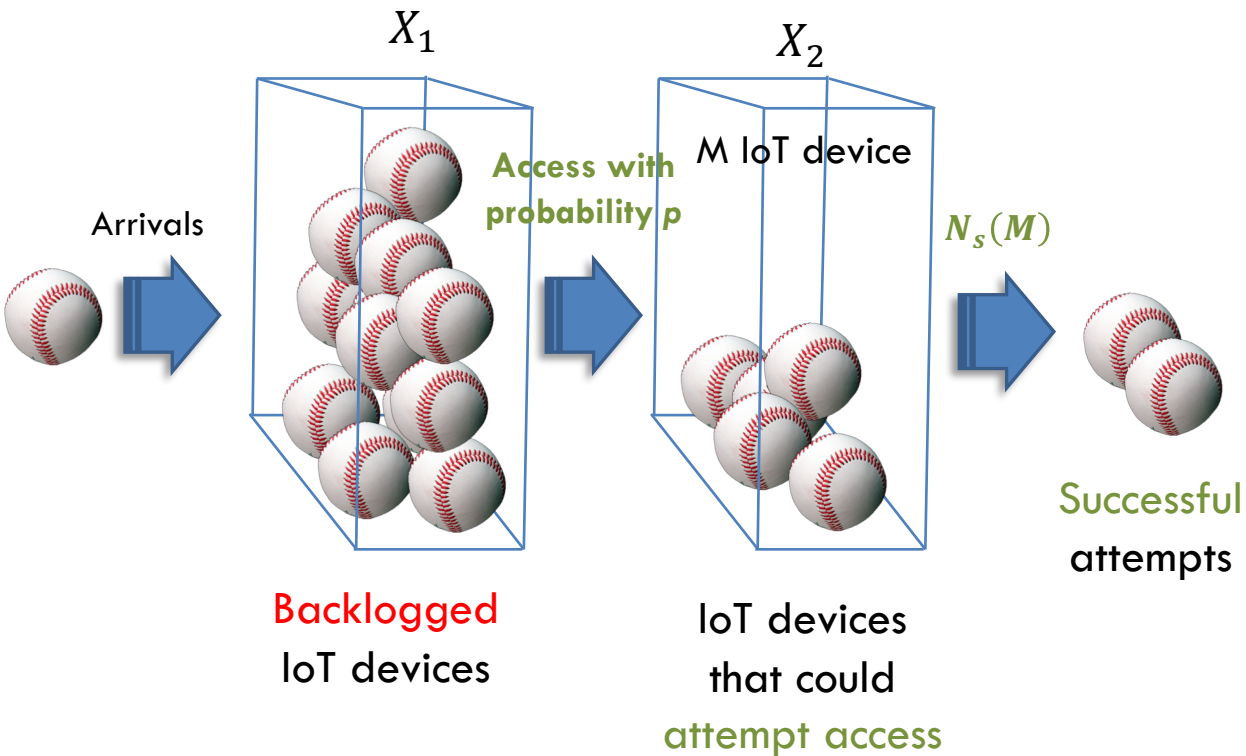 X₁
X₂
Arrivals
Access with
probability p
M IoT device
Nₛ(M)
Successful
attempts
Backlogged
IoT devices
IoT devices
that could
attempt access